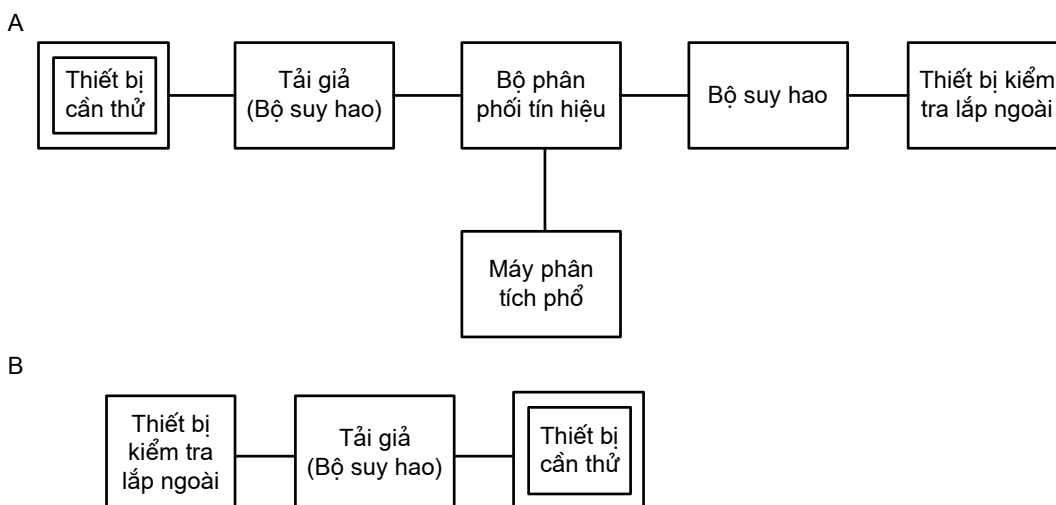 A
Thiết bị
cần thử
Tải giả
(Bộ suy hao)
Bộ phân
phối tín hiệu
Bộ suy hao
Thiết bị kiểm
tra lắp ngoài
Máy phân
tích phổ
B
Thiết bị
kiểm tra
lắp ngoài
Tải giả
(Bộ suy hao)
Thiết bị
cần thử